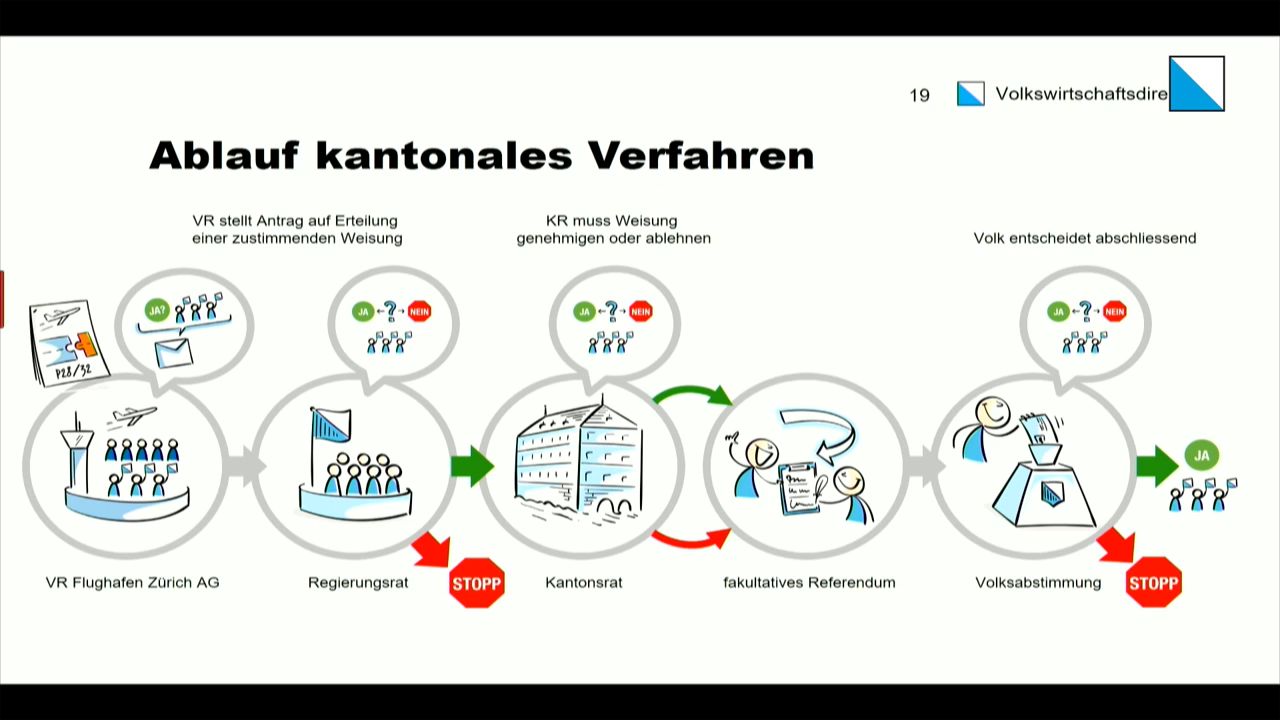 19
Volkswirtschaftsdire
Ablauf kantonales Verfahren
VR stellt Antrag auf Erteilung
einer zustimmenden Weisung
KR muss Weisung
genehmigen oder ablehnen
Volk entscheidet abschliessend
P28/32
JA?
JA
?
NEIN
JA
?
NEIN
JA
?
NEIN
JA
VR Flughafen Zürich AG
Regierungsrat
STOPP
Kantonsrat
fakultatives Referendum
Volksabstimmung
STOPP